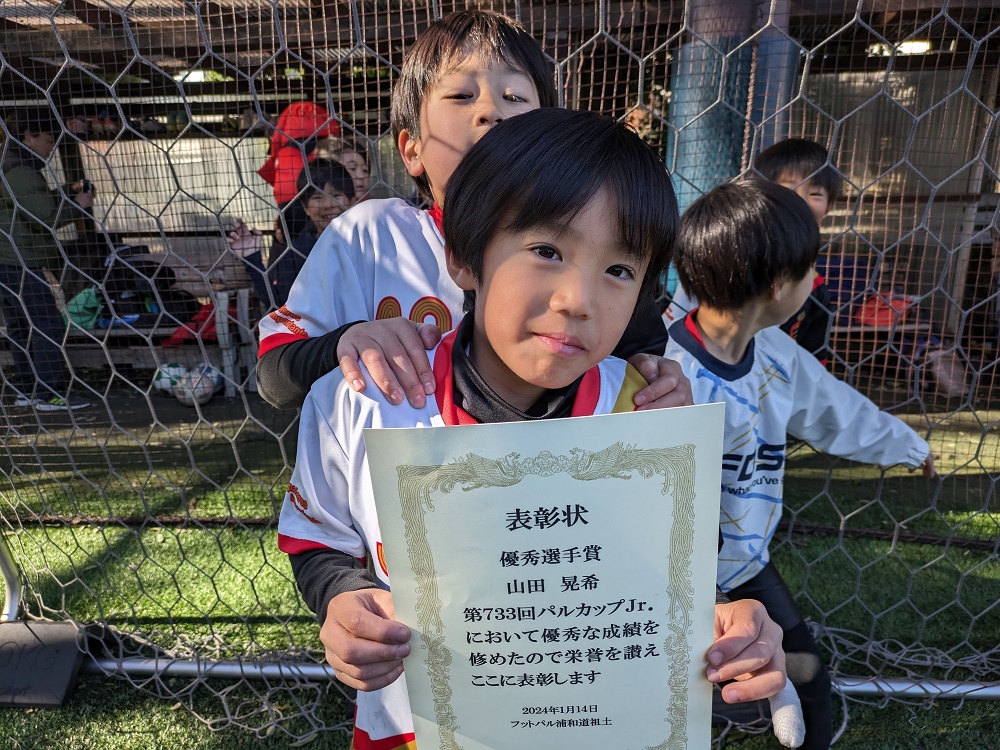 表彰状
優秀選手賞
山田 晃希
第733回パルカップJr.
において優秀な成績を
修めたので栄誉を讃え
ここに表彰します
2024年1月14日
フットパル浦和道祖土